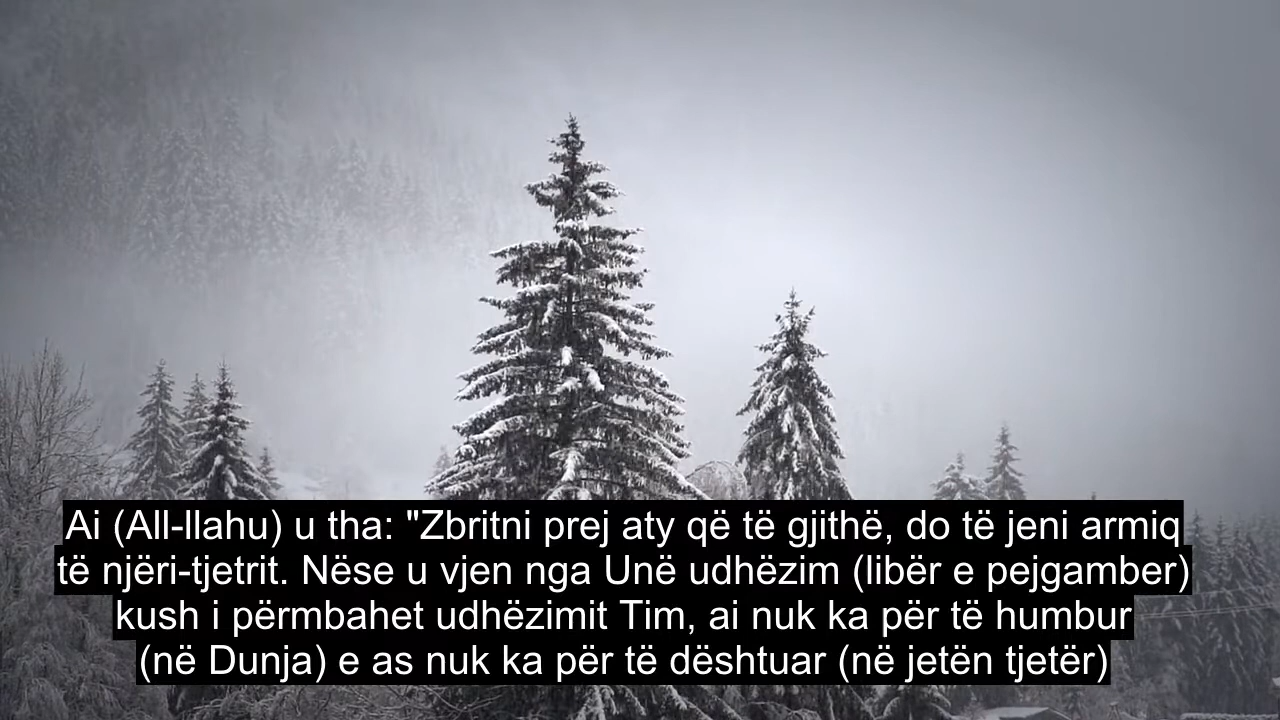 Ai (All-llahu) u tha: "Zbritni prej aty që të gjithë, do të jeni armiq
të njëri-tjetrit. Nëse u vjen nga Unë udhëzim (libër e pejgamber)
kush i përmbahet udhëzimit Tim, ai nuk ka për të humbur
(në Dunja) e as nuk ka për të dështuar (në jetën tjetër)